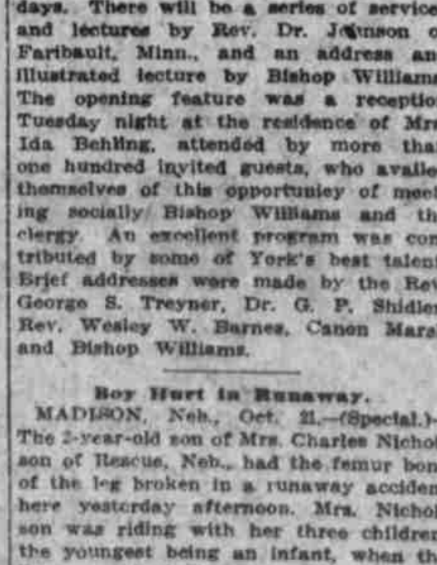 days. There will be a series of service
and lectures by Rev. Dr. Johnson o
Faribault, Minn., and an address an
illustrated lecture by Bishop Williams
The opening feature was a receptio
Tuesday night at the residence of Mrs
Ida Behling, attended by more tha
one hundred invited guests, who availe
themselves of this opportunity of meet
ing socially Bishop Williams and th
clergy. An excellent program was con
tributed by some of York's best talent
Brief addresses were made by the Rev
George S. Treyner, Dr. G. P. Shidler
Rev. Wesley W. Barnes, Canon Mars
and Bishop Williams.
Boy Hurt in Runaway.
MADISON, Neb., Oct. 21.—(Special.)—
The 2-year-old son of Mrs. Charles Nichol
son of Rescue, Neb., had the femur bon
of the leg broken in a runaway acciden
here yesterday afternoon. Mrs. Nichol
son was riding with her three children
the youngest being an infant, when th